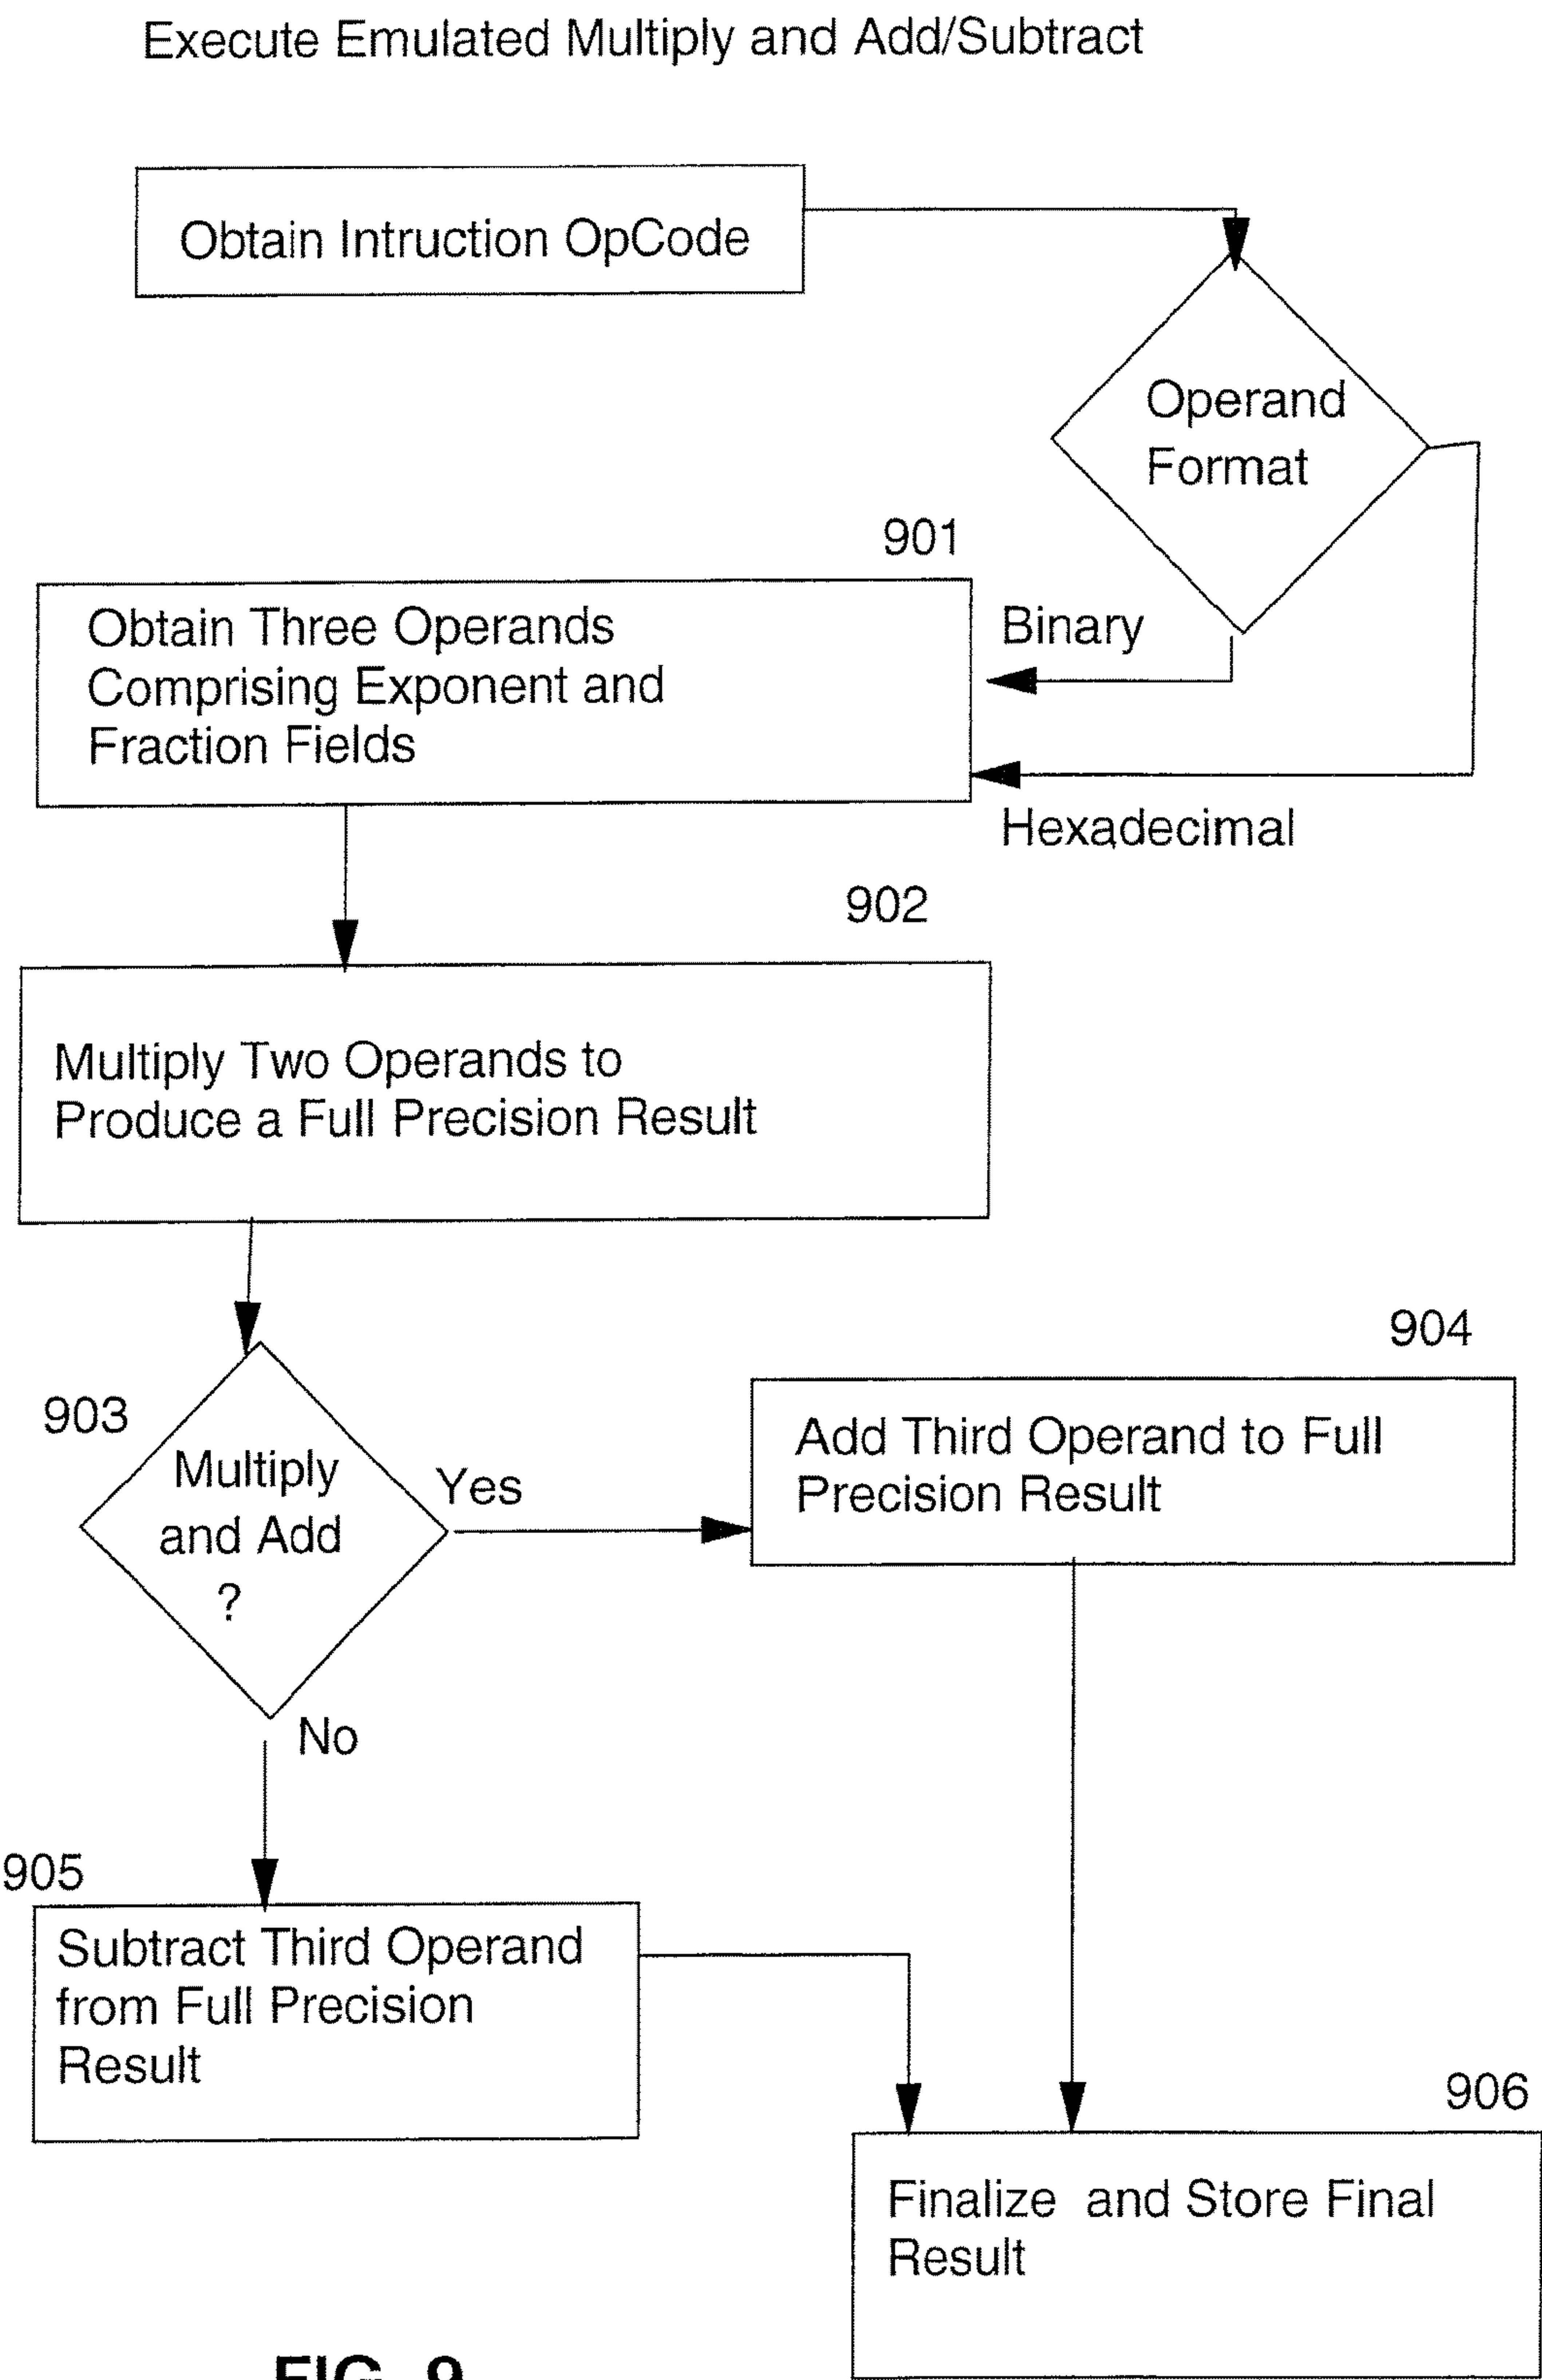 Execute Emulated Multiply and Add/Subtract
Obtain Intruction OpCode
Operand
Format
901
Obtain Three Operands
Comprising Exponent and
Fraction Fields
Binary
Hexadecimal
902
Multiply Two Operands to
Produce a Full Precision Result
903
Multiply
and Add
?
Yes
904
Add Third Operand to Full
Precision Result
No
905
Subtract Third Operand
from Full Precision
Result
906
Finalize and Store Final
Result
FIG. 9